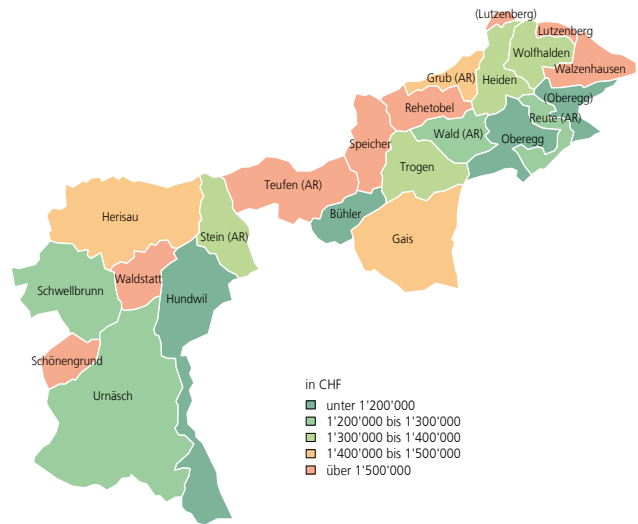 (Lutzenberg)
Lutzenberg
Wolfhalden
Walzenhausen
Grub (AR)
Heiden
(Oberegg)
Rehetobel
Reute (AR)
Wald (AR)
Oberegg
Speicher
Trogen
Teufen (AR)
Bühler
Herisau
Stein (AR)
Gais
Waldstatt
Schwellbrunn
Hundwil
Schönengrund
Urnäsch
in CHF
unter 1'200'000
1'200'000 bis 1'300'000
1'300'000 bis 1'400'000
1'400'000 bis 1'500'000
über 1'500'000